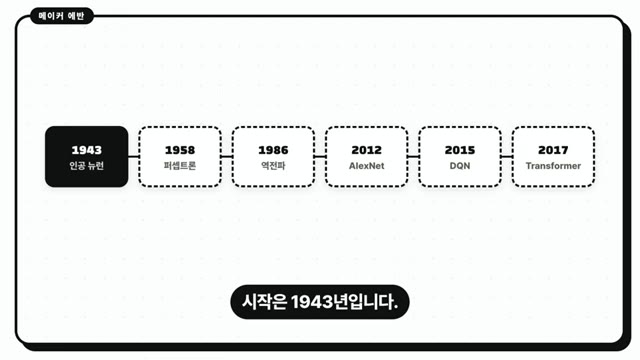 메이커 에반
1943
인공 뉴런
1958
퍼셉트론
1986
역전파
2012
AlexNet
2015
DQN
2017
Transformer
시작은 1943년입니다.